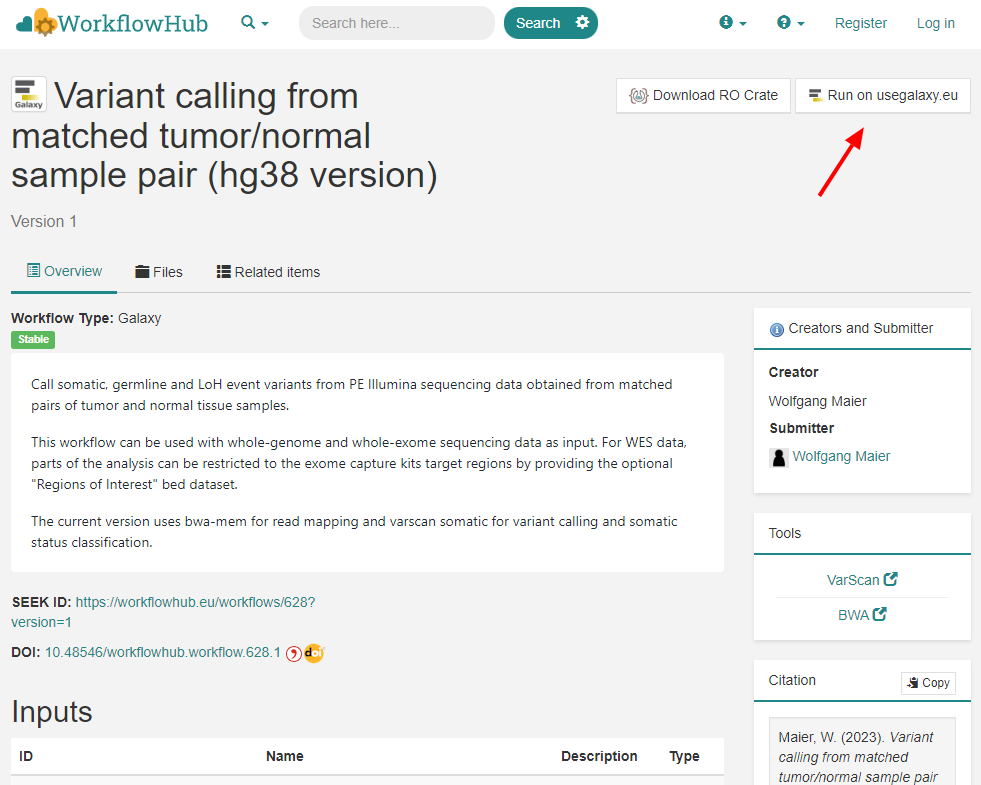 WorkflowHub
Search here...
Search
Register
Log in
Galaxy
Variant calling from
matched tumor/normal
sample pair (hg38 version)
Download RO Crate
Run on usegalaxy.eu
Version 1
Overview
Files
Related items
Workflow Type: Galaxy
Stable
Call somatic, germline and LoH event variants from PE Illumina sequencing data obtained from matched
pairs of tumor and normal tissue samples.
This workflow can be used with whole-genome and whole-exome sequencing data as input. For WES data,
parts of the analysis can be restricted to the exome capture kits target regions by providing the optional
"Regions of Interest" bed dataset.
The current version uses bwa-mem for read mapping and varscan somatic for variant calling and somatic
status classification.
SEEK ID: https://workflowhub.eu/workflows/628?
version=1
DOI: 10.48546/workflowhub.workflow.628.1
doi
Inputs
ID Name Description Type
Creators and Submitter
Creator
Wolfgang Maier
Submitter
Wolfgang Maier
Tools
VarScan
BWA
Citation
Copy
Maier, W. (2023). Variant
calling from matched
tumor/normal sample pair